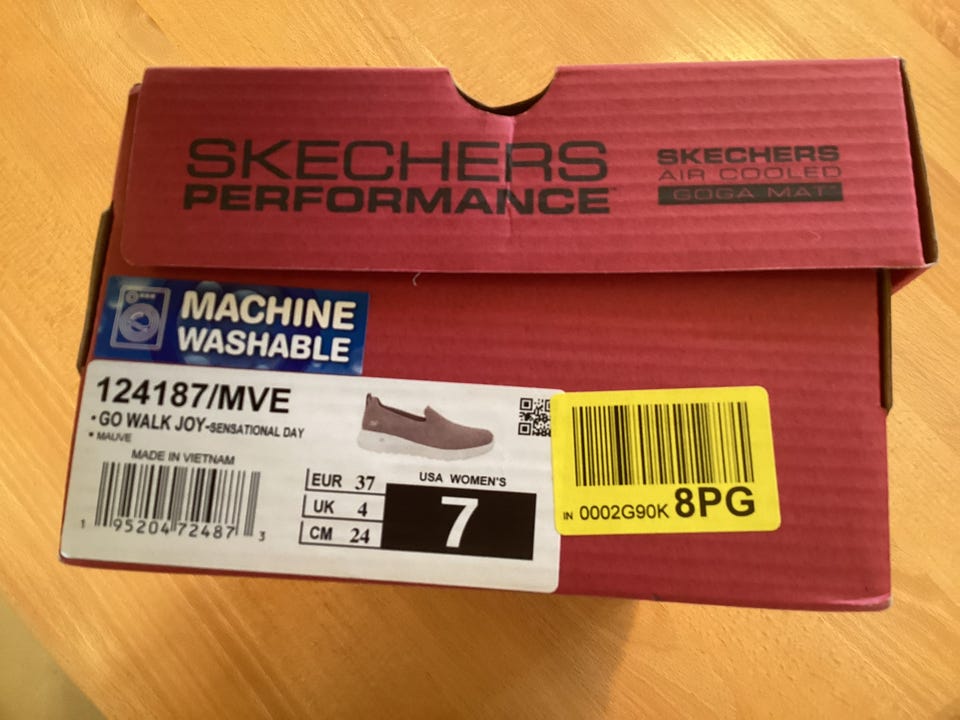 SKECHERS
PERFORMANCE
SKECHERS
AIR COOLED
GOGA MAT
MACHINE
WASHABLE
124187/MVE
• GO WALK JOY-SENSATIONAL DAY
• MAUVE
MADE IN VIETNAM
1 95204 72487 3
EUR 37
UK 4
CM 24
USA WOMEN'S
7
IN 0002G90K 8PG